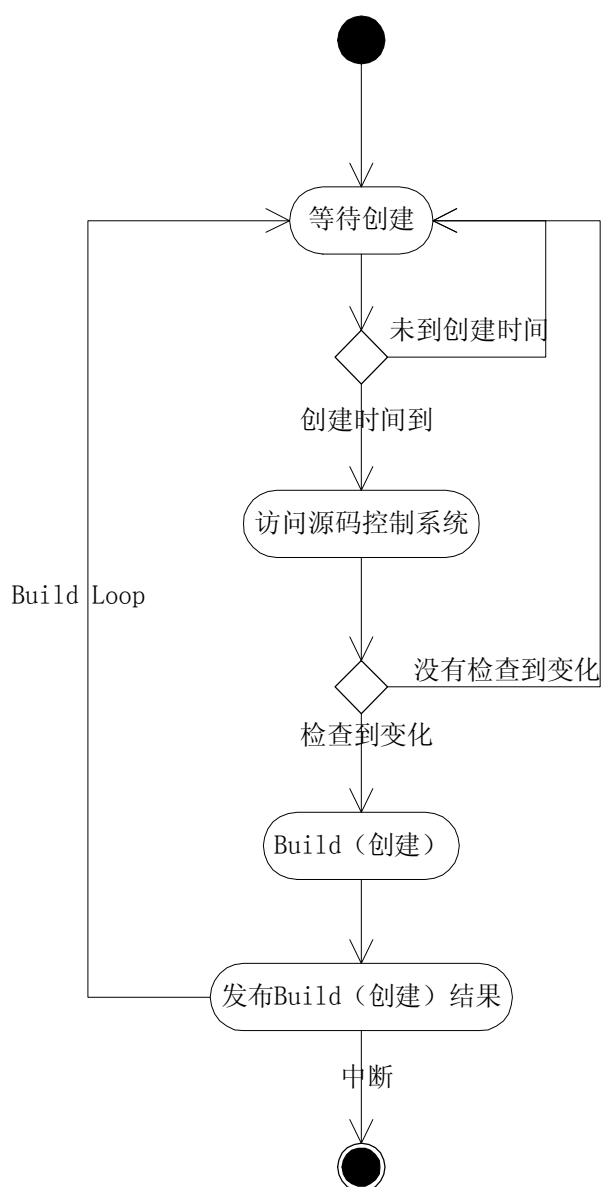 等待创建
未到创建时间
创建时间到
访问源码控制系统
Build Loop
没有检查到变化
检查到变化
Build（创建）
发布Build（创建）结果
中断